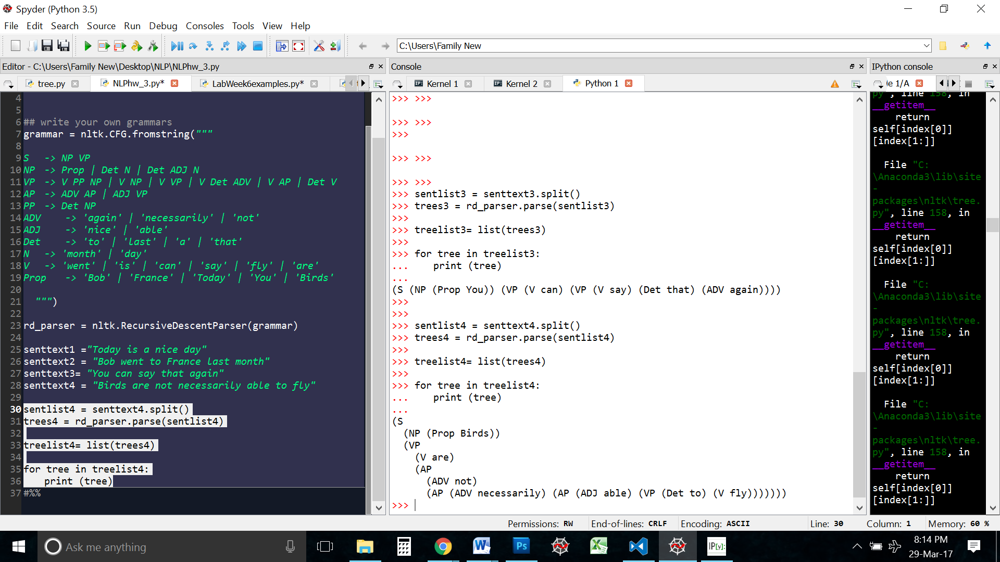 Spyder (Python 3.5)
File Edit Search Source Run Debug Consoles Tools View Help
C:\Users\Family New
Editor - C:\Users\Family New\Desktop\NLP\NLPhw_3.py
tree.py NLPhw_3.py* LabWeek6examples.py*
4
5
6 ## write your own grammars
7 grammar = nltk.CFG.fromstring("""
8
9 S -> NP VP
10 NP -> Prop | Det N | Det ADJ N
11 VP -> V PP NP | V NP | V VP | V Det ADV | V AP | Det V
12 AP -> ADV AP | ADJ VP
13 PP -> Det NP
14 ADV -> 'again' | 'necessarily' | 'not'
15 ADJ -> 'nice' | 'able'
16 Det -> 'to' | 'last' | 'a' | 'that'
17 N -> 'month' | 'day'
18 V -> 'went' | 'is' | 'can' | 'say' | 'fly' | 'are'
19 Prop -> 'Bob' | 'France' | 'Today' | 'You' | 'Birds'
20
21 """)
22
23 rd_parser = nltk.RecursiveDescentParser(grammar)
24
25 senttext1 ="Today is a nice day"
26 senttext2 = "Bob went to France last month"
27 senttext3= "You can say that again"
28 senttext4 = "Birds are not necessarily able to fly"
29
30 sentlist4 = senttext4.split()
31 trees4 = rd_parser.parse(sentlist4)
32
33 treelist4= list(trees4)
34
35 for tree in treelist4:
36 print (tree)
37 #%%
Console
IP: Kernel 1 IP: Kernel 2 Python 1
>>> >>>
>>> >>>
>>>
>>> >>>
>>> >>>
>>> sentlist3 = senttext3.split()
>>> trees3 = rd_parser.parse(sentlist3)
>>>
>>> treelist3= list(trees3)
>>>
>>> for tree in treelist3:
... print (tree)
...
(S (NP (Prop You)) (VP (V can) (VP (V say) (Det that) (ADV again))))
>>>
>>>
>>> sentlist4 = senttext4.split()
>>> trees4 = rd_parser.parse(sentlist4)
>>>
>>> treelist4= list(trees4)
>>>
>>> for tree in treelist4:
... print (tree)
...
(S
(NP (Prop Birds))
(VP
(V are)
(AP
(ADV not)
(AP (ADV necessarily) (AP (ADJ able) (VP (Det to) (V fly)))))))
>>>
IPython console
le 1/A
py", line 158, in
__getitem__
return
self[index[0]]
[index[1:]]
File "C:
\Anaconda3\lib\site
-
packages\nltk\tree.
py", line 158, in
__getitem__
return
self[index[0]]
[index[1:]]
File "C:
\Anaconda3\lib\site
-
packages\nltk\tree.
py", line 158, in
__getitem__
return
self[index[0]]
[index[1:]]
File "C:
\Anaconda3\lib\site
-
packages\nltk\tree.
py", line 158, in
__getitem__
return
self[index[0]]
[index[1:]]
Permissions: RW End-of-lines: CRLF Encoding: ASCII Line: 30 Column: 1 Memory: 60 %
Ask me anything
Ps
IP[y]:
8:14 PM
29-Mar-17